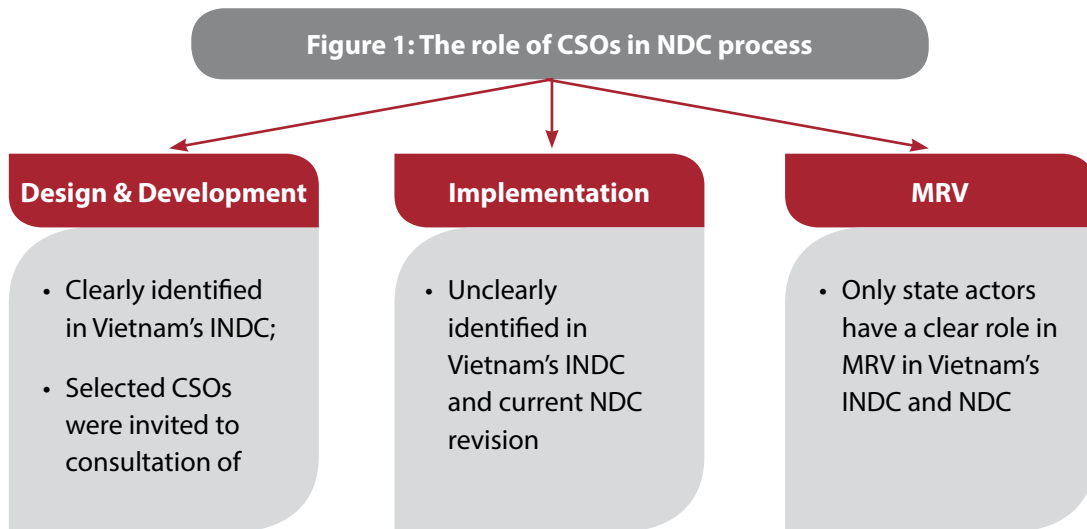 Figure 1: The role of CSOs in NDC process
Design & Development
• Clearly identified
in Vietnam's INDC;
• Selected CSOs
were invited to
consultation of
Implementation
• Unclearly
identified in
Vietnam's INDC
and current NDC
revision
MRV
• Only state actors
have a clear role in
MRV in Vietnam's
INDC and NDC